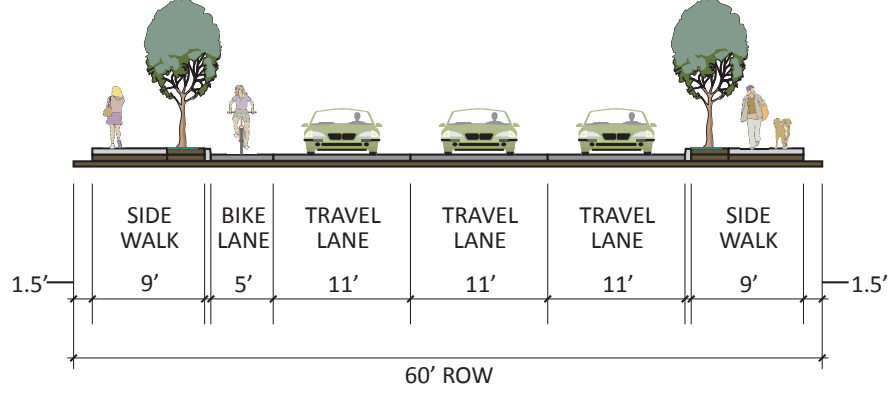 SIDE
WALK
BIKE
LANE
TRAVEL
LANE
TRAVEL
LANE
TRAVEL
LANE
SIDE
WALK
1.5’
9’
5’
11’
11’
11’
9’
1.5’
60’ ROW